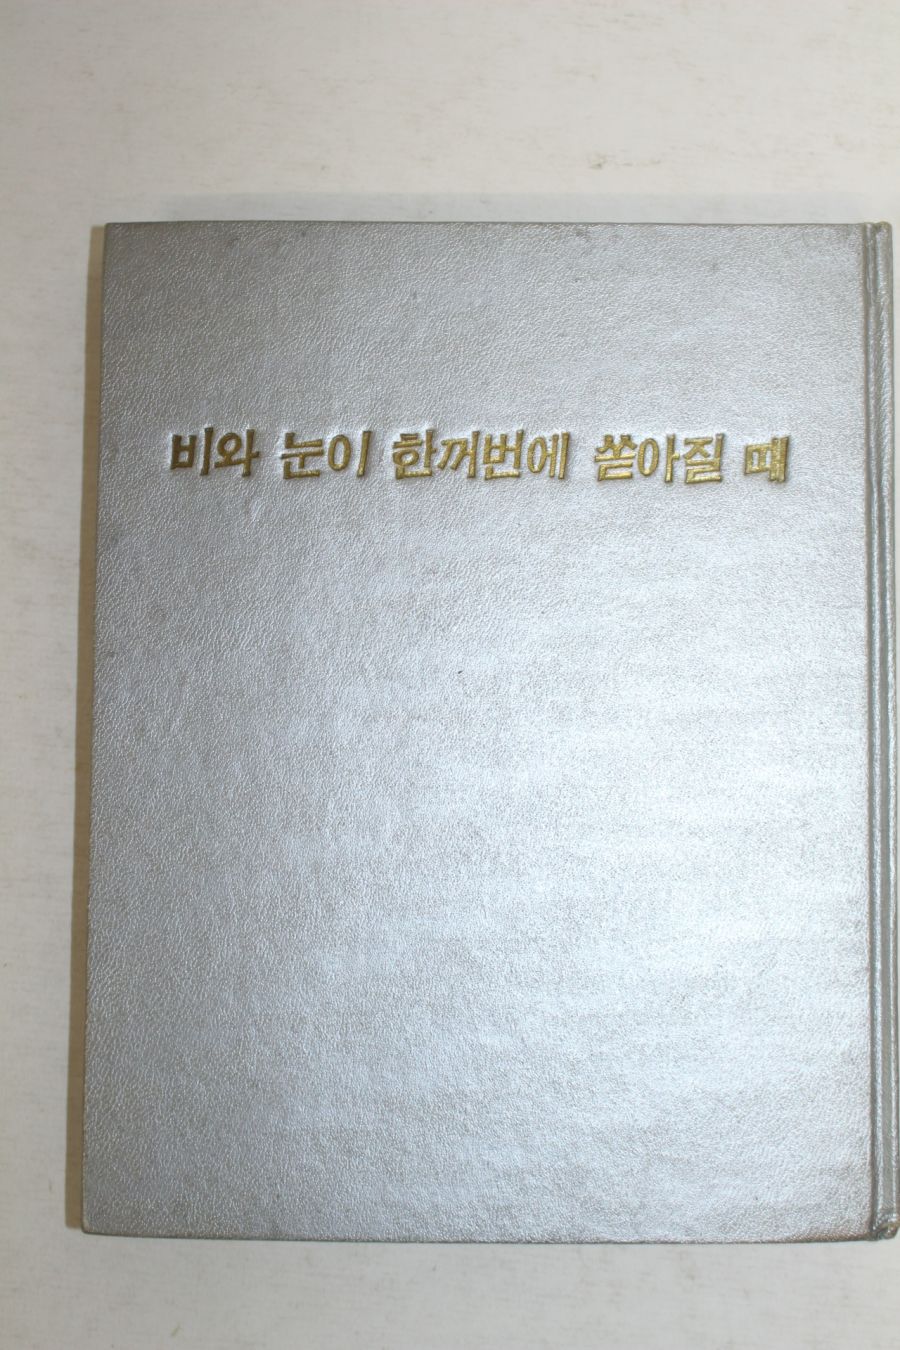 비와 눈이 한꺼번에 쏟아질 때